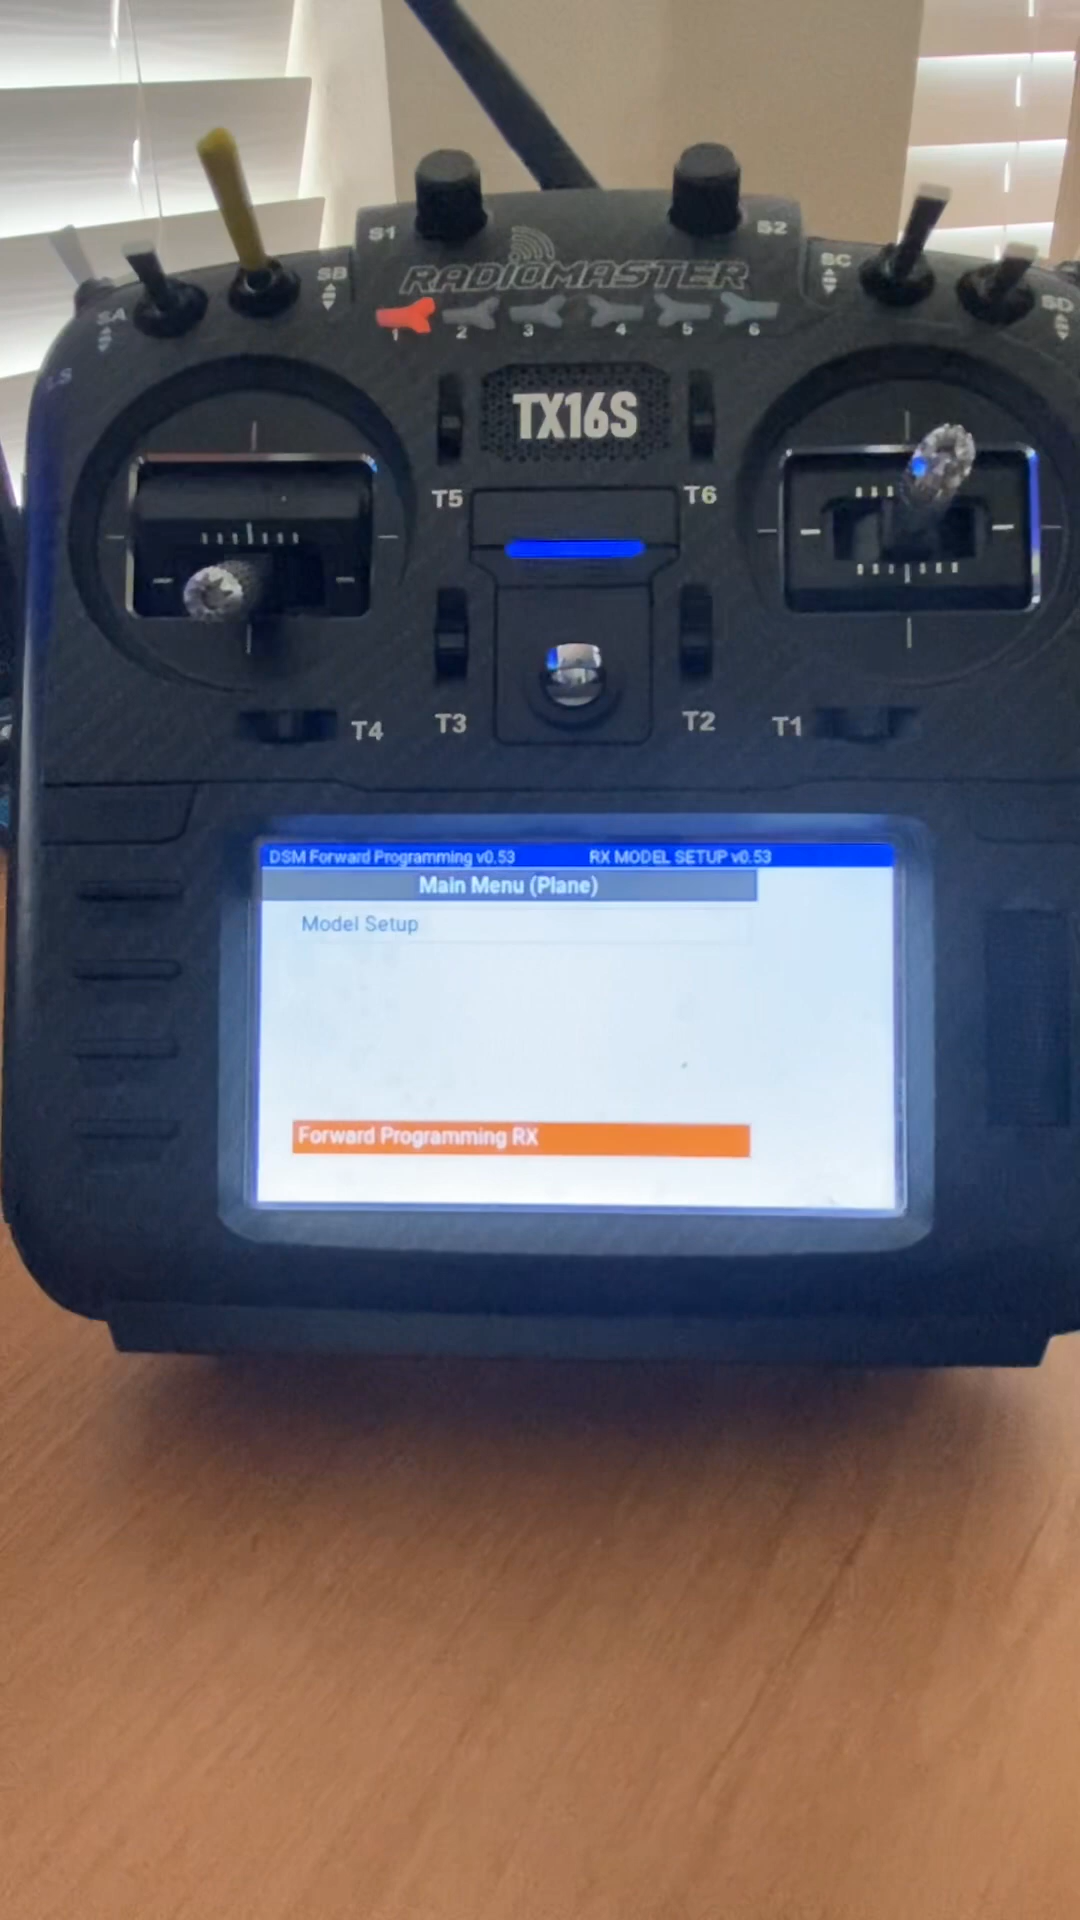 S1
S2
RADIOMASTER
SB
SC
SA
SD
LS
1 2 3 4 5 6
TX16S
T5
T6
T4
T3
T2
T1
DSM Forward Programming v0.53
RX MODEL SETUP v0.53
Main Menu (Plane)
Model Setup
Forward Programming RX